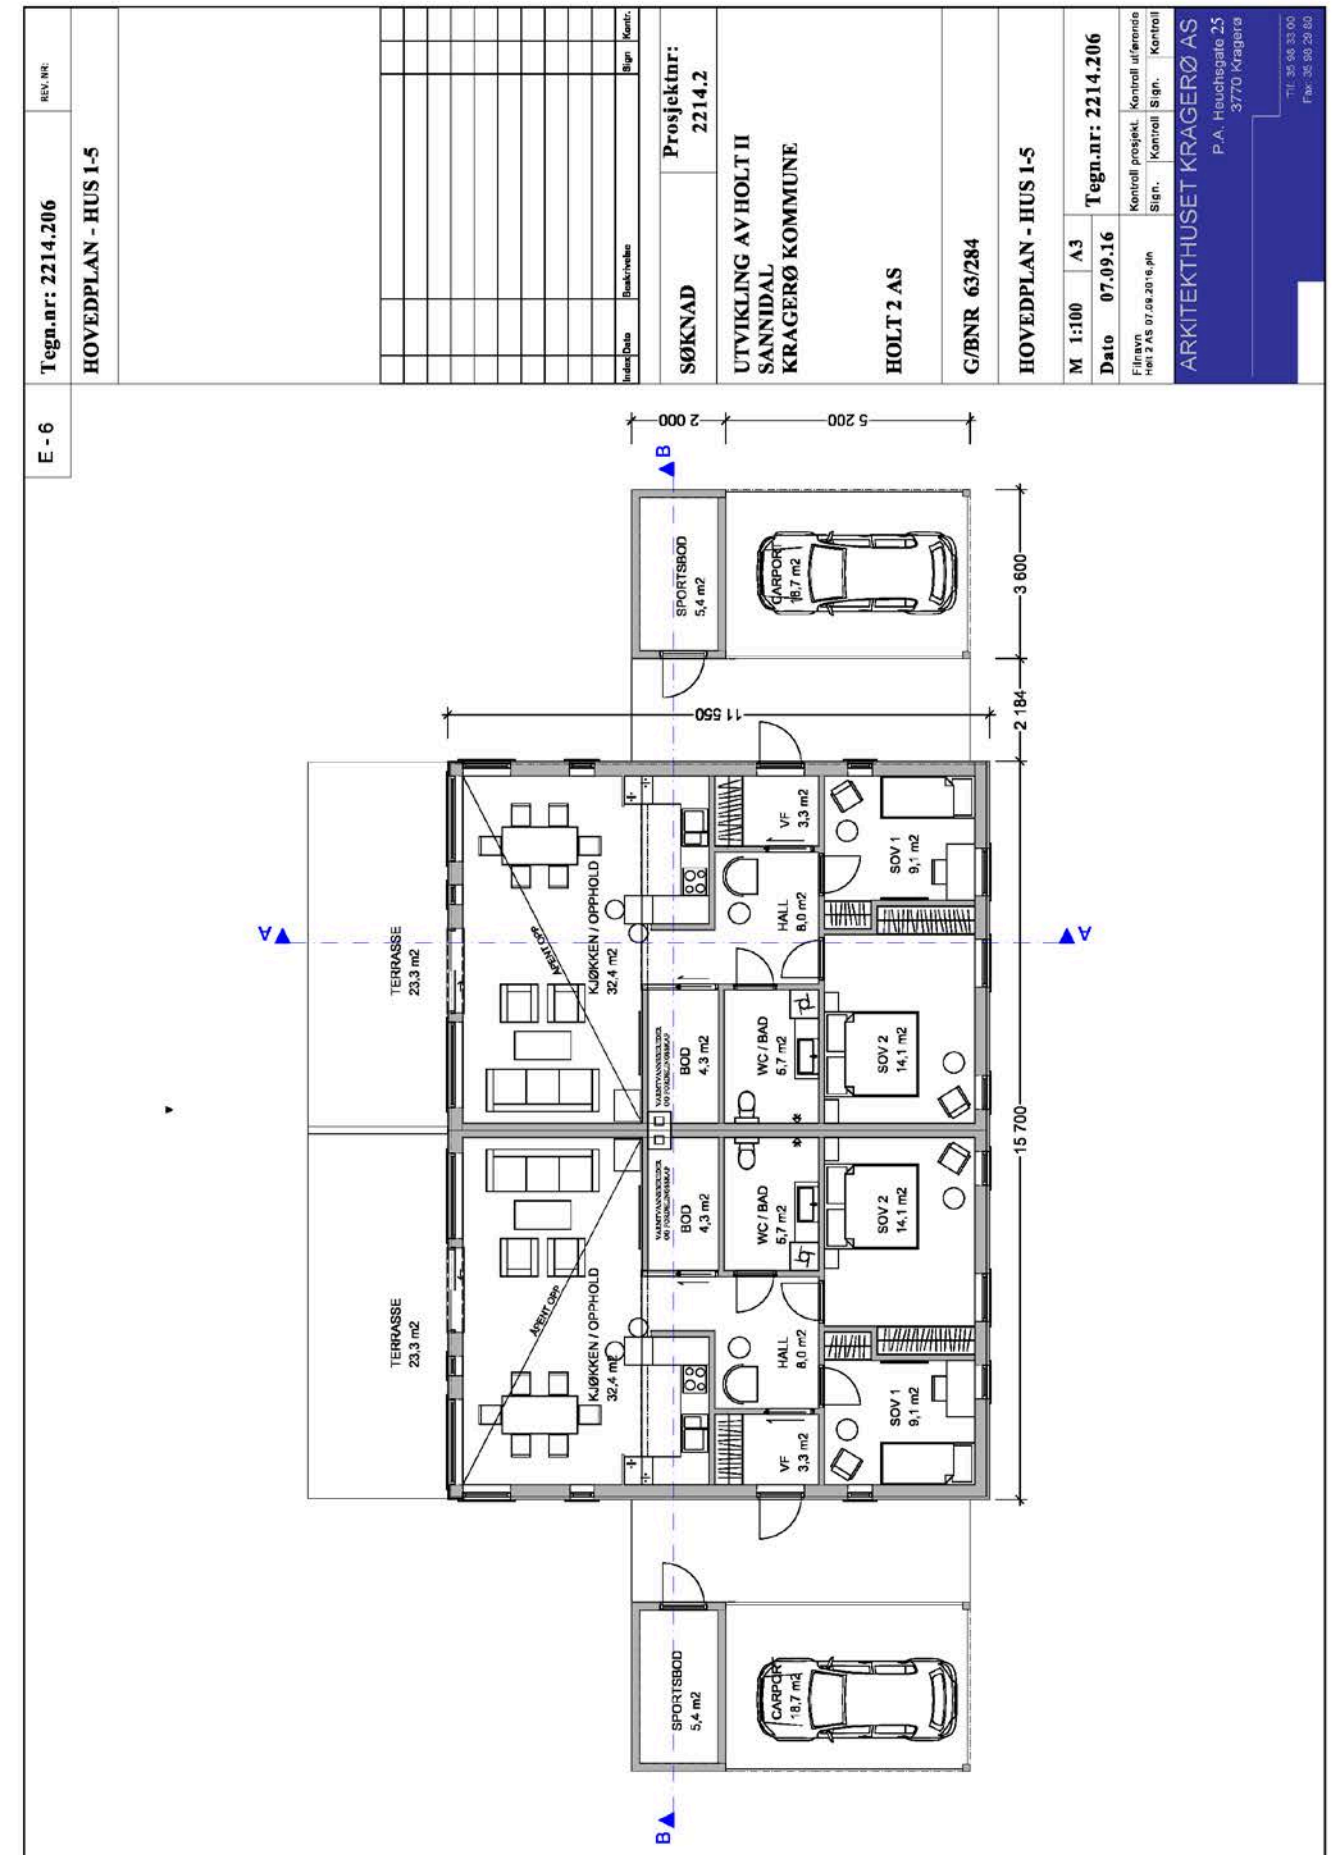 E - 6
Tegn.nr: 2214.206
REV. NR:
HOVEDPLAN - HUS 1-5
Index
Dato
Beskrivelse
Sign
Kontr.
SØKNAD
Prosjektnr:
2214.2
UTVIKLING AV HOLT II
SANNIDAL
KRAGERØ KOMMUNE
HOLT 2 AS
G/BNR 63/284
HOVEDPLAN - HUS 1-5
M 1:100
A3
Dato 07.09.16
Tegn.nr: 2214.206
Filnavn
Holt 2 AS 07.09.2016.pln
Kontroll prosjekt.
Sign. Kontroll
Kontroll utførende
Sign. Kontroll
ARKITEKTHUSET KRAGERØ AS
P.A. Heuchsgate 25
3770 Kragerø
Tlf: 35 98 33 00
Fax: 35 98 29 80
B
A
TERRASSE
23,3 m2
TERRASSE
23,3 m2
ÅPENT OPP
KJØKKEN / OPPHOLD
32,4 m2
ÅPENT OPP
KJØKKEN / OPPHOLD
32,4 m2
SPORTSBOD
5,4 m2
BOD
4,3 m2
BOD
4,3 m2
SPORTSBOD
5,4 m2
CARPORT
18,7 m2
VF
3,3 m2
HALL
8,0 m2
WC / BAD
5,7 m2
WC / BAD
5,7 m2
HALL
8,0 m2
VF
3,3 m2
CARPORT
18,7 m2
SOV 1
9,1 m2
SOV 2
14,1 m2
SOV 2
14,1 m2
SOV 1
9,1 m2
15 700
2 184
3 600
11 550
2 000
5 200
A
B